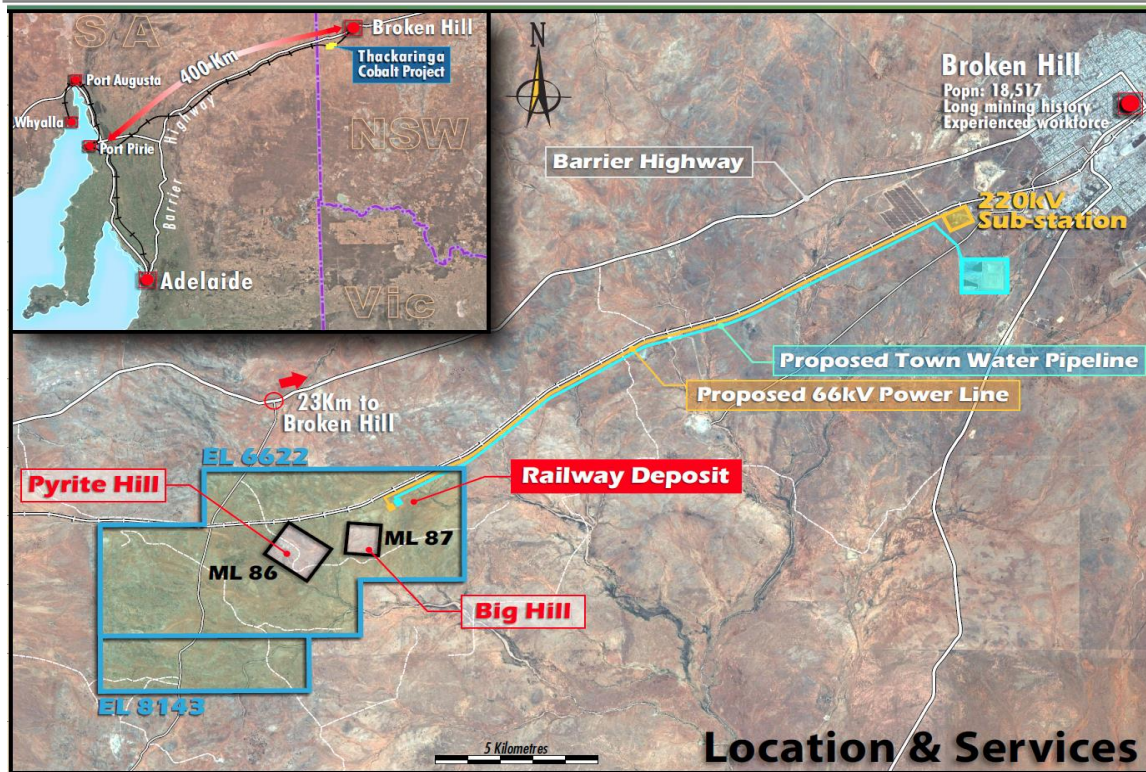 SA
Broken Hill
Thackaringa
Cobalt Project
400-Km
Port Augusta
Whyalla
Port Pirie
Barrier Highway
NSW
Adelaide
Vic
N
Broken Hill
Popn: 18,517
Long mining history
Experienced workforce
Barrier Highway
220kV
Sub-station
Proposed Town Water Pipeline
Proposed 66kV Power Line
23Km to
Broken Hill
EL 6622
Pyrite Hill
Railway Deposit
ML 87
ML 86
Big Hill
EL 8143
5 Kilometres
Location & Services